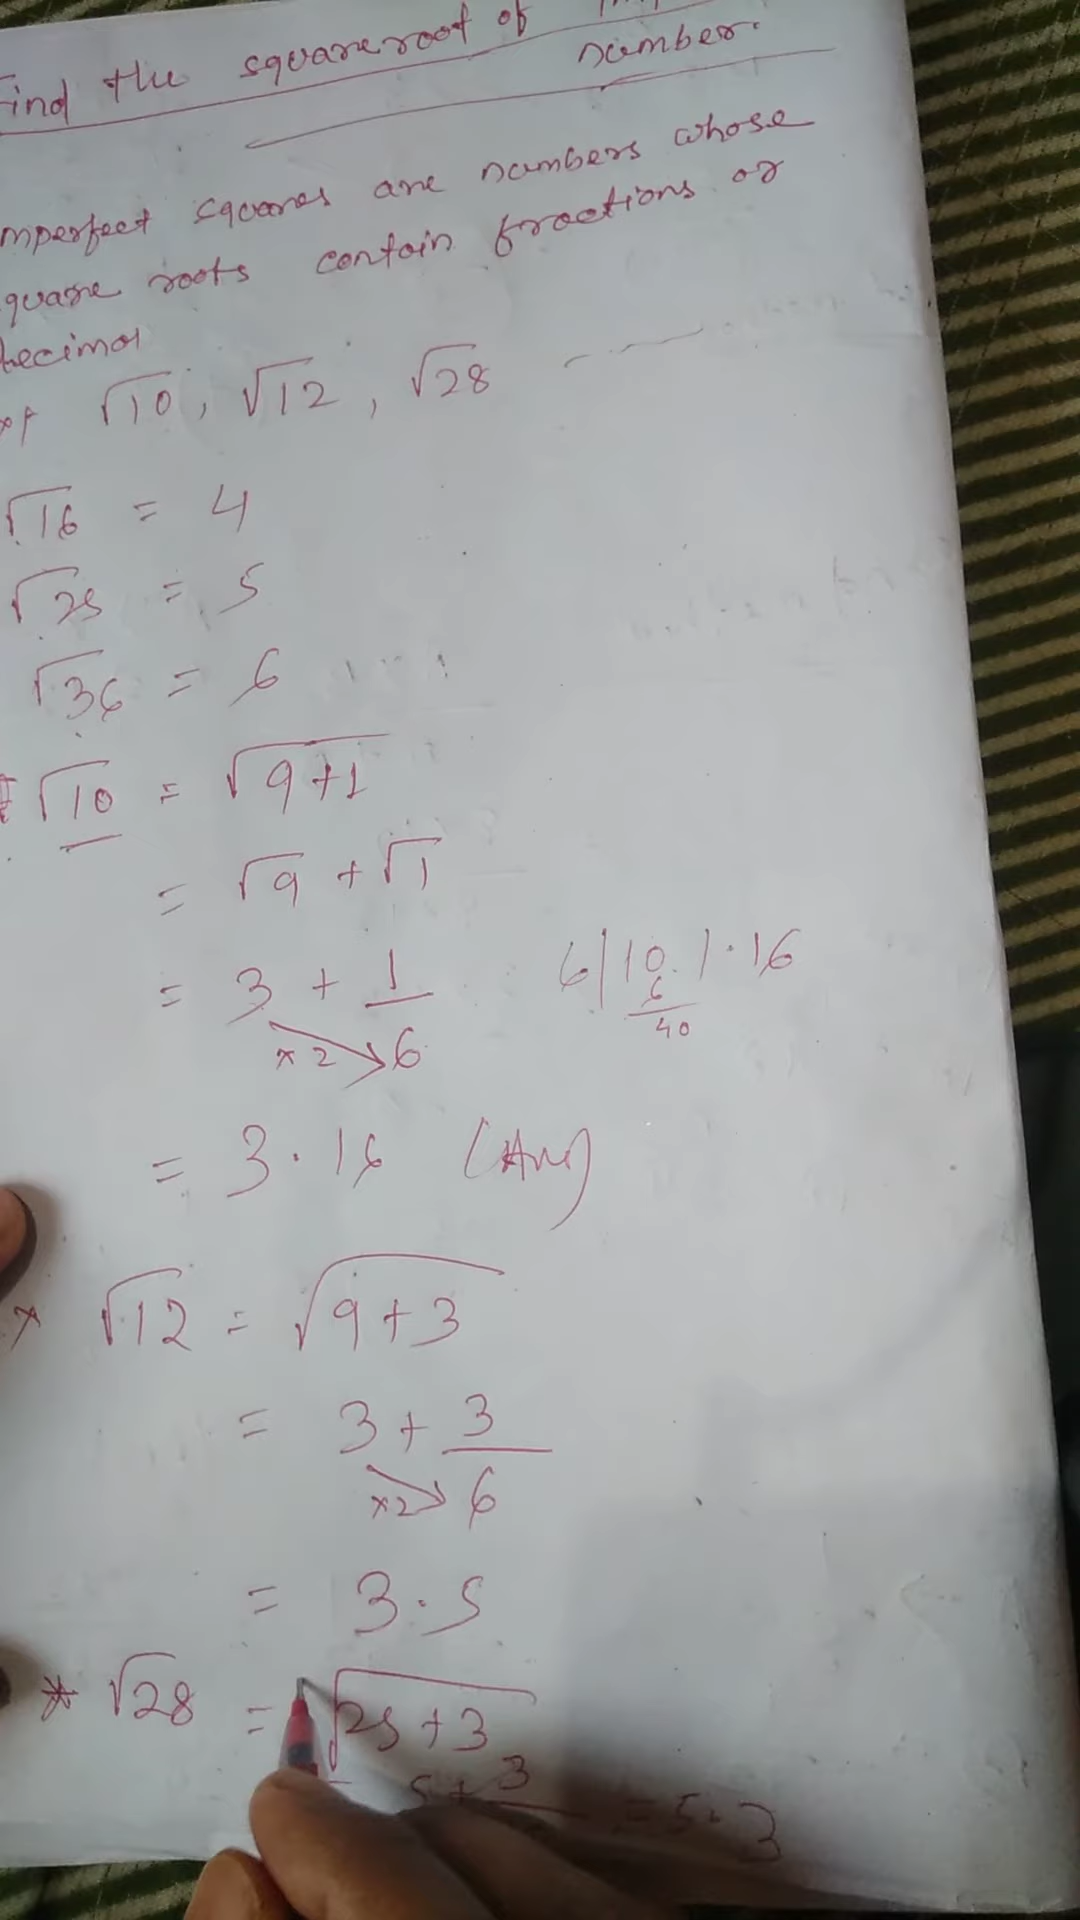 ind the squareroot of
number.
mperfect squares are numbers whose
quare roots contain fractions or
decimal
√10, √12, √28
√16 = 4
√25 = 5
√36 = 6
√10 = √9+1
= √9 + √1
= 3 + 1/6 ×2
6|10.|1.16
6
40
= 3.16 (Ans)
× √12 = √9+3
= 3 + 3/6 ×2
= 3.5
* √28 = √25+3
5 + 3 = 5.3